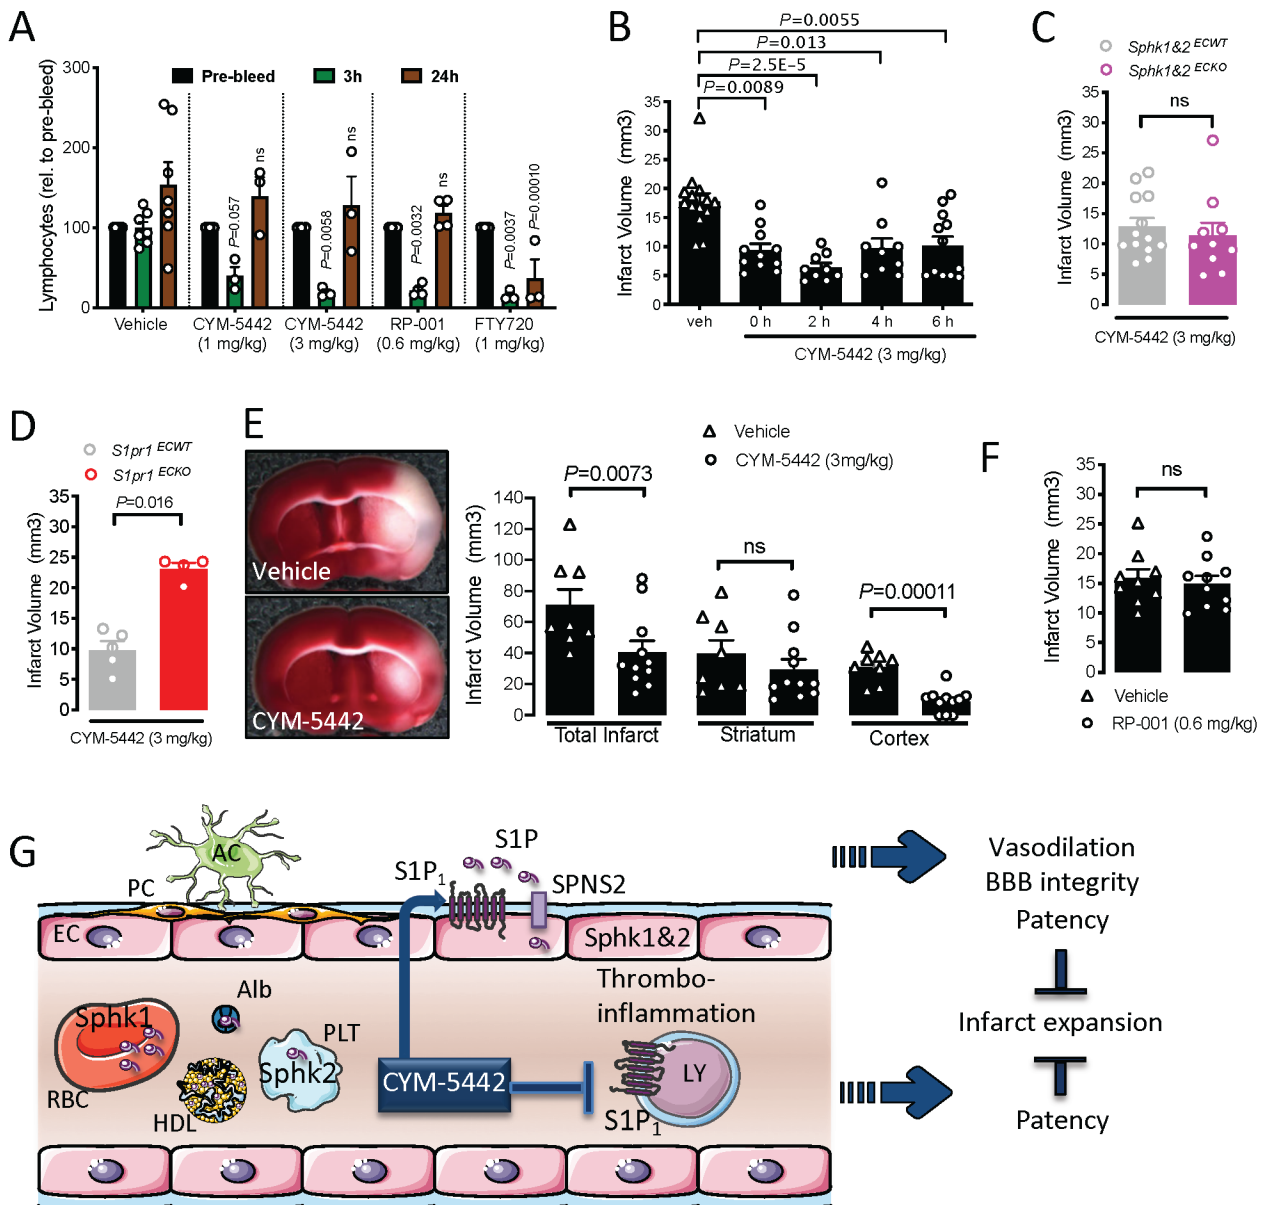 A
Lymphocytes (rel. to pre-bleed)
300
200
100
0
Pre-bleed
3h
24h
P=0.057
ns
P=0.0058
ns
P=0.0032
ns
P=0.0037
P=0.00010
Vehicle
CYM-5442
(1 mg/kg)
CYM-5442
(3 mg/kg)
RP-001
(0.6 mg/kg)
FTY720
(1 mg/kg)
B
P=0.0055
P=0.013
P=2.5E-5
P=0.0089
Infarct Volume (mm3)
35
30
25
20
15
10
5
0
veh
0 h
2 h
4 h
6 h
CYM-5442 (3 mg/kg)
C
Sphk1&2 ECWT
Sphk1&2 ECKO
ns
Infarct Volume (mm3)
35
30
25
20
15
10
5
0
CYM-5442 (3 mg/kg)
D
S1pr1 ECWT
S1pr1 ECKO
P=0.016
Infarct Volume (mm3)
35
30
25
20
15
10
5
0
CYM-5442 (3 mg/kg)
E
Vehicle
CYM-5442
Vehicle
CYM-5442 (3mg/kg)
P=0.0073
ns
P=0.00011
Infarct Volume (mm3)
140
120
100
80
60
40
20
0
Total Infarct
Striatum
Cortex
F
ns
Infarct Volume (mm3)
35
30
25
20
15
10
5
0
Vehicle
RP-001 (0.6 mg/kg)
G
AC
PC
EC
S1P
S1P1
SPNS2
Sphk1&2
Thrombo-
inflammation
Sphk1
RBC
Alb
HDL
PLT
Sphk2
CYM-5442
LY
S1P1
Vasodilation
BBB integrity
Patency
Infarct expansion
Patency